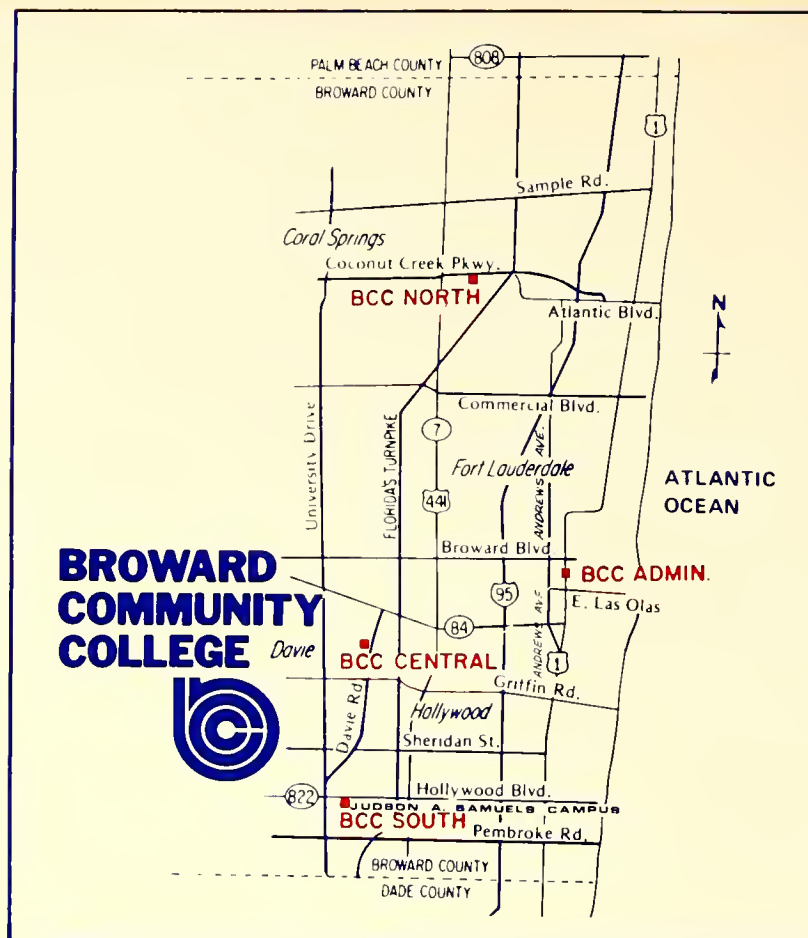 808
PALM BEACH COUNTY
BROWARD COUNTY
1
Sample Rd.
Coral Springs
Coconut Creek Pkwy.
BCC NORTH
N
Atlantic Blvd.
Commercial Blvd.
University Drive
FLORIDA'S TURNPIKE
7
Fort Lauderdale
ANDREWS AVE.
441
ATLANTIC
OCEAN
Broward Blvd.
BROWARD
COMMUNITY
COLLEGE
BCC ADMIN.
95
E. Las Olas
84
ANDREWS AVE
Davie
BCC CENTRAL
1
Griffin Rd.
Davie Rd.
Hollywood
Sheridan St.
bcc
822
Hollywood Blvd.
JUDSON A. SAMUELS CAMPUS
BCC SOUTH
Pembroke Rd.
BROWARD COUNTY
DADE COUNTY